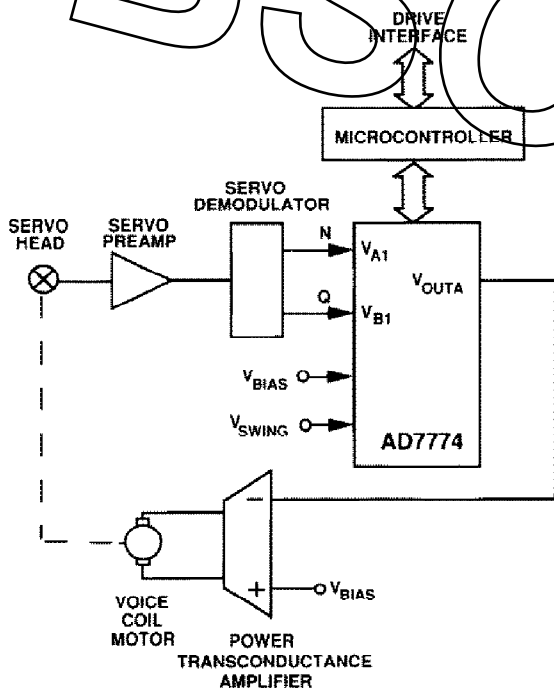 DRIVE
INTERFACE
MICROCONTROLLER
SERVO
DEMODULATOR
SERVO
HEAD
SERVO
PREAMP
N
VA1
VOUTA
Q
VB1
VBIAS
VSWING
AD7774
−
+
VBIAS
VOICE
COIL
MOTOR
POWER
TRANSCONDUCTANCE
AMPLIFIER